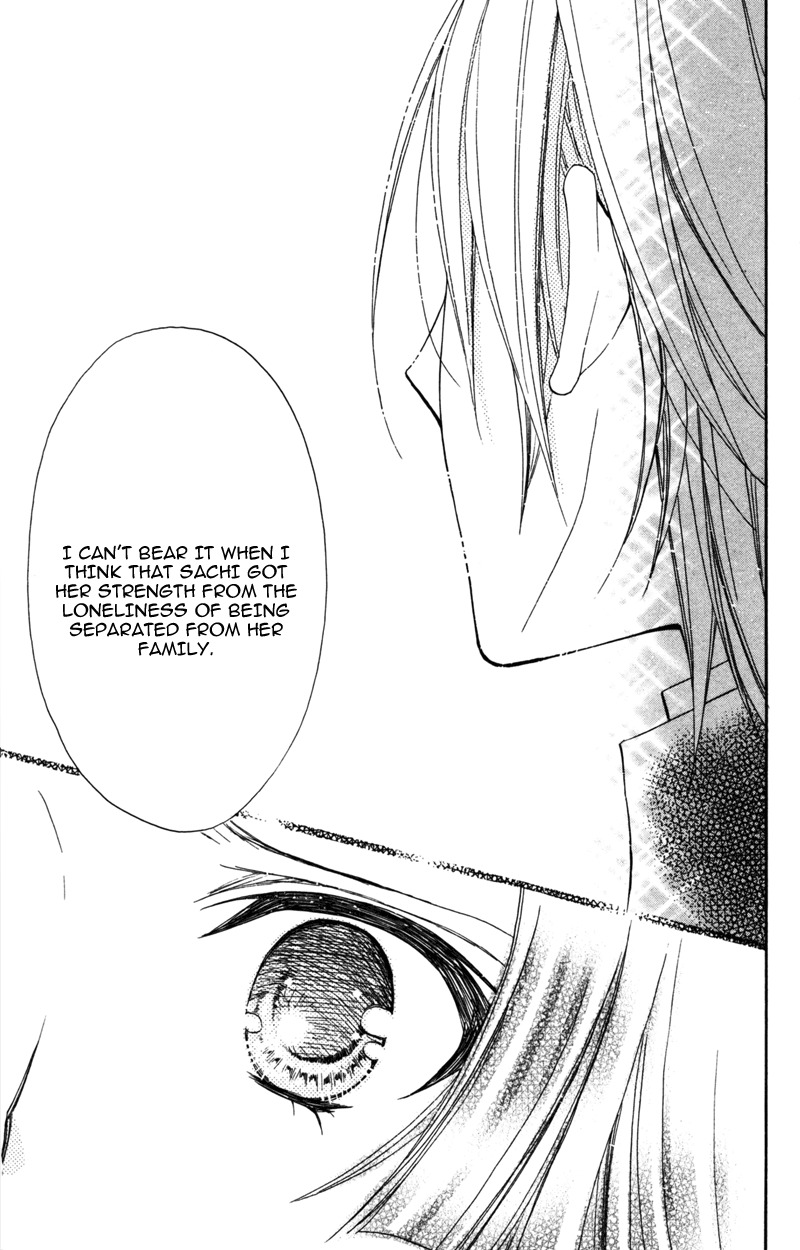 I CAN'T BEAR IT WHEN I
THINK THAT SACHI GOT
HER STRENGTH FROM THE
LONELINESS OF BEING
SEPARATED FROM HER
FAMILY.